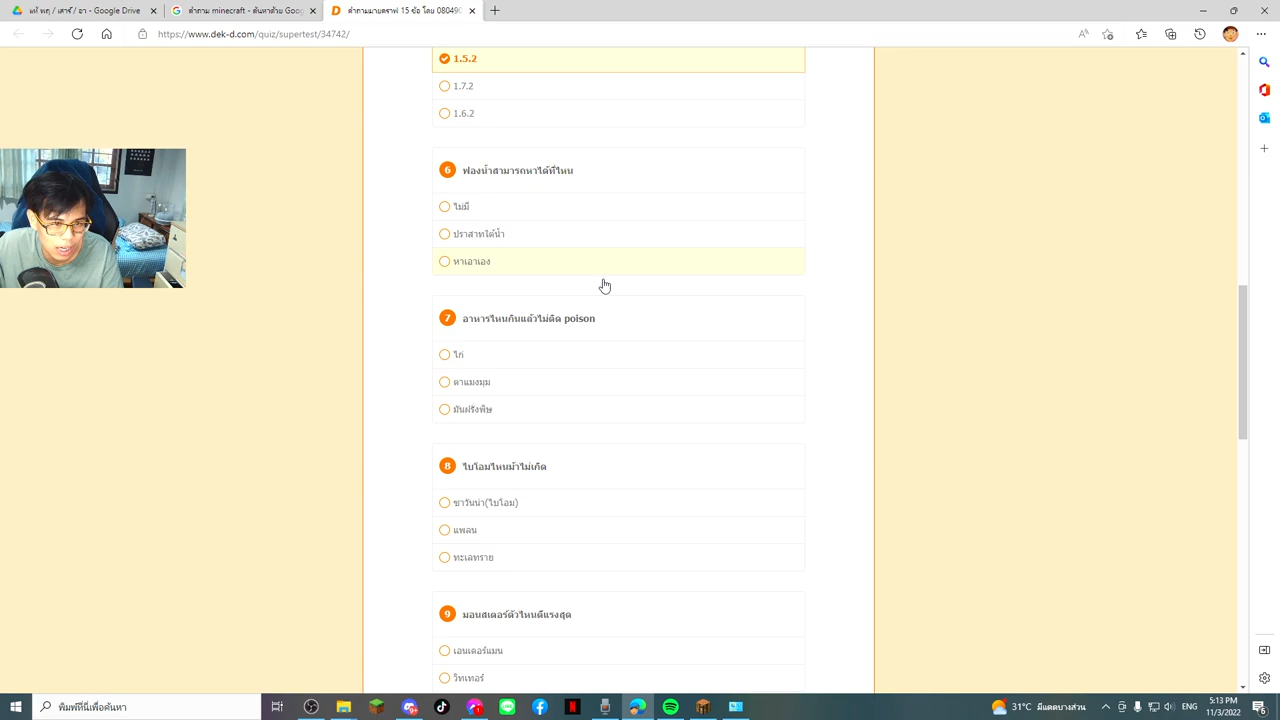 แท้ พฤ / เสาร์ / อา - Google Drive
คำถาม minecraft - ค้นหาด้วย Goog
คำถามมายคราฟ 15 ข้อ โดย 080490
https://www.dek-d.com/quiz/supertest/34742/
1.5.2
1.7.2
1.6.2
6 ฟองน้ำสามารถหาได้ที่ไหน
ไม่มี
ปราสาทใต้น้ำ
หาเอาเอง
7 อาหารไหนกินแล้วไม่ติด poison
ไก่
ตาแมงมุม
มันฝรั่งพิษ
8 ไบโอมไหนม้าไม่เกิด
ซาวันน่า(ไบโอม)
แพลน
ทะเลทราย
9 มอนสเตอร์ตัวไหนตีแรงสุด
เอนเดอร์แมน
วิทเทอร์
พิมพ์ที่นี่เพื่อค้นหา
31°C มีแดดบางส่วน
ENG
5:13 PM
11/3/2022